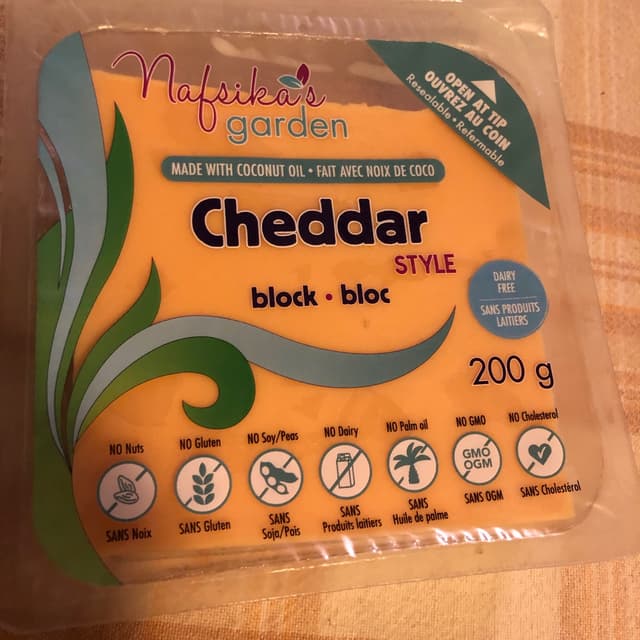 Nafsika's
garden
OPEN AT TIP
OUVREZ AU COIN
Resealable • Refermable
MADE WITH COCONUT OIL • FAIT AVEC NOIX DE COCO
Cheddar
STYLE
block • bloc
DAIRY
FREE
SANS PRODUITS
LAITIERS
200 g
NO Nuts
SANS Noix
NO Gluten
SANS Gluten
NO Soy/Peas
SANS
Soja/Pois
NO Dairy
SANS
Produits laitiers
NO Palm oil
SANS
Huile de palme
NO GMO
GMO
OGM
SANS OGM
NO Cholesterol
SANS Cholestérol